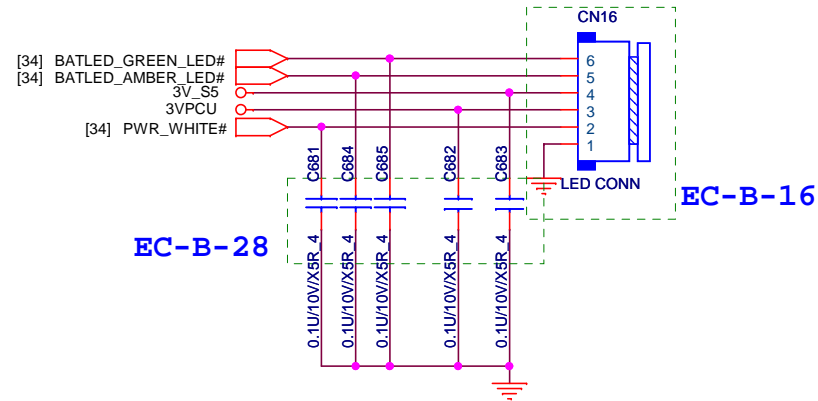 CN16
[34] BATLED_GREEN_LED#
[34] BATLED_AMBER_LED#
3V_S5
3VPCU
[34] PWR_WHITE#
6
5
4
3
2
1
LED CONN
EC-B-16
C681
C684
C685
C682
C683
EC-B-28
0.1U/10V/X5R_4
0.1U/10V/X5R_4
0.1U/10V/X5R_4
0.1U/10V/X5R_4
0.1U/10V/X5R_4